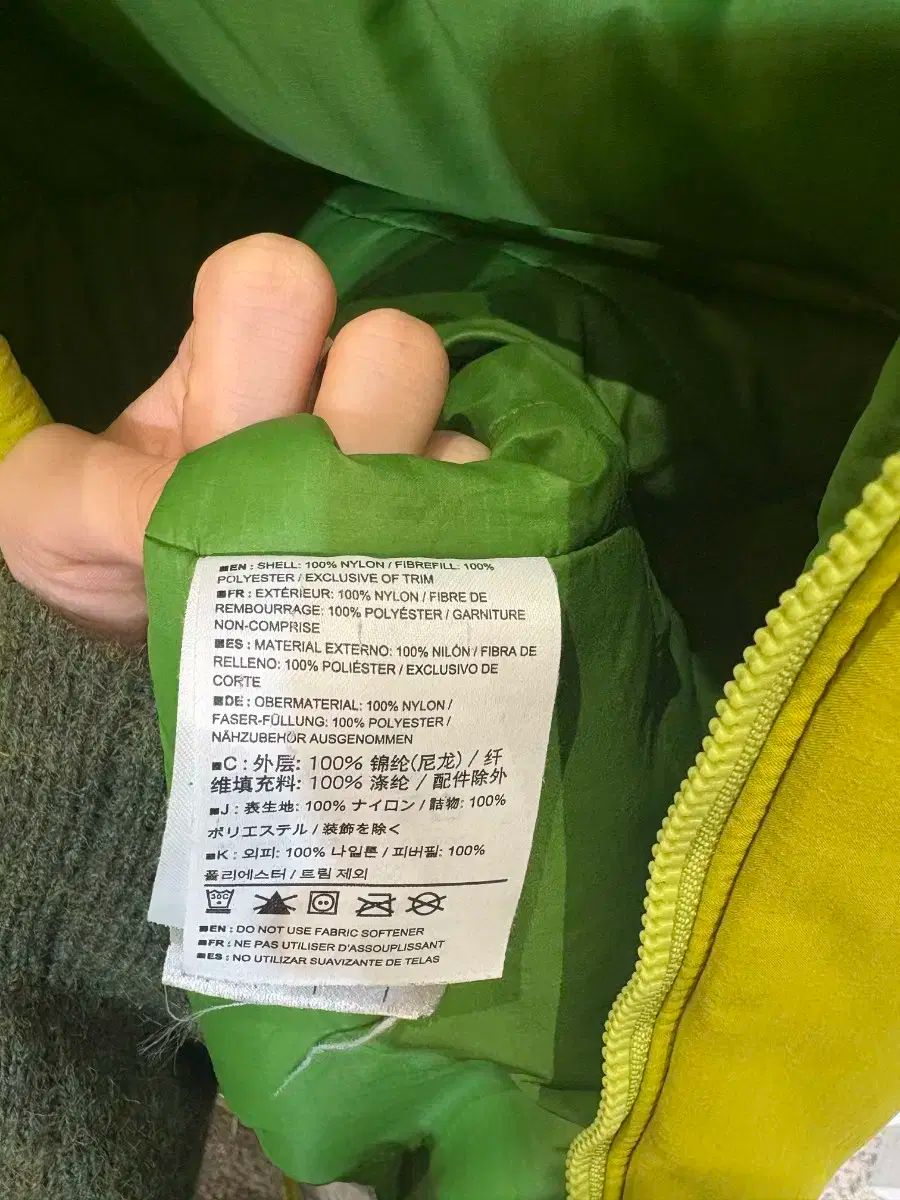 ■EN : SHELL: 100% NYLON / FIBREFILL: 100%
POLYESTER / EXCLUSIVE OF TRIM
■FR : EXTÉRIEUR: 100% NYLON / FIBRE DE
REMBOURRAGE: 100% POLYÉSTER / GARNITURE
NON-COMPRISE
■ES : MATERIAL EXTERNO: 100% NILÓN / FIBRA DE
RELLENO: 100% POLIÉSTER / EXCLUSIVO DE
CORTE
■DE : OBERMATERIAL: 100% NYLON /
FASER-FÜLLUNG: 100% POLYESTER /
NÄHZUBEHÖR AUSGENOMMEN
■C : 外层: 100% 锦纶(尼龙) / 纤
维填充料: 100% 涤纶 / 配件除外
■J : 表生地: 100% ナイロン / 詰物: 100%
ポリエステル / 装飾を除く
■K : 외피: 100% 나일론 / 피버필: 100%
폴리에스터 / 트림 제외
30C
■EN : DO NOT USE FABRIC SOFTENER
■FR : NE PAS UTILISER D'ASSOUPLISSANT
■ES : NO UTILIZAR SUAVIZANTE DE TELAS